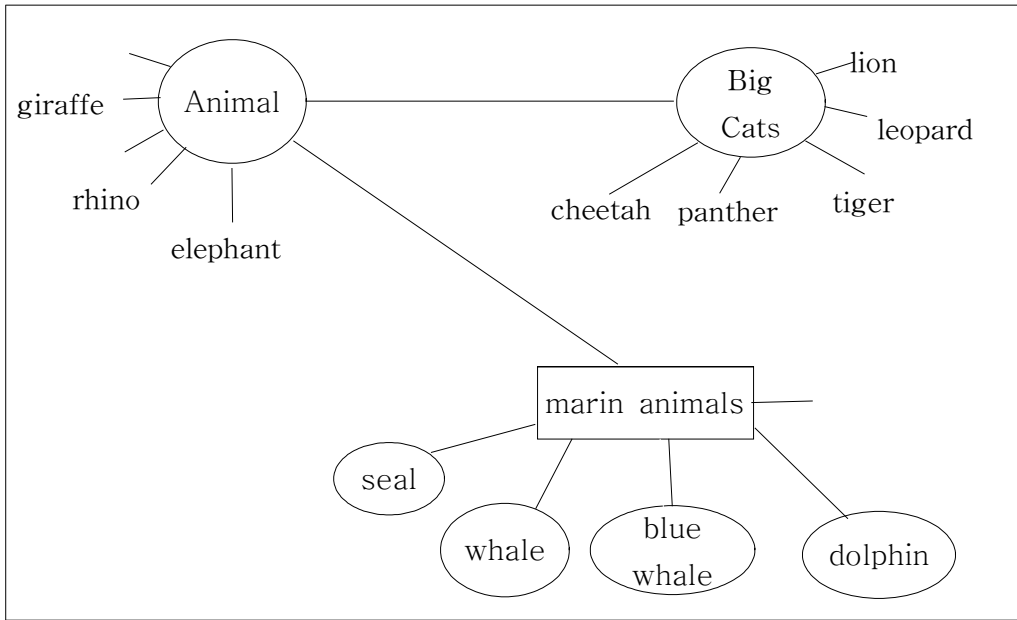 giraffe
Animal
rhino
elephant
Big
Cats
lion
leopard
tiger
panther
cheetah
marin animals
seal
whale
blue
whale
dolphin